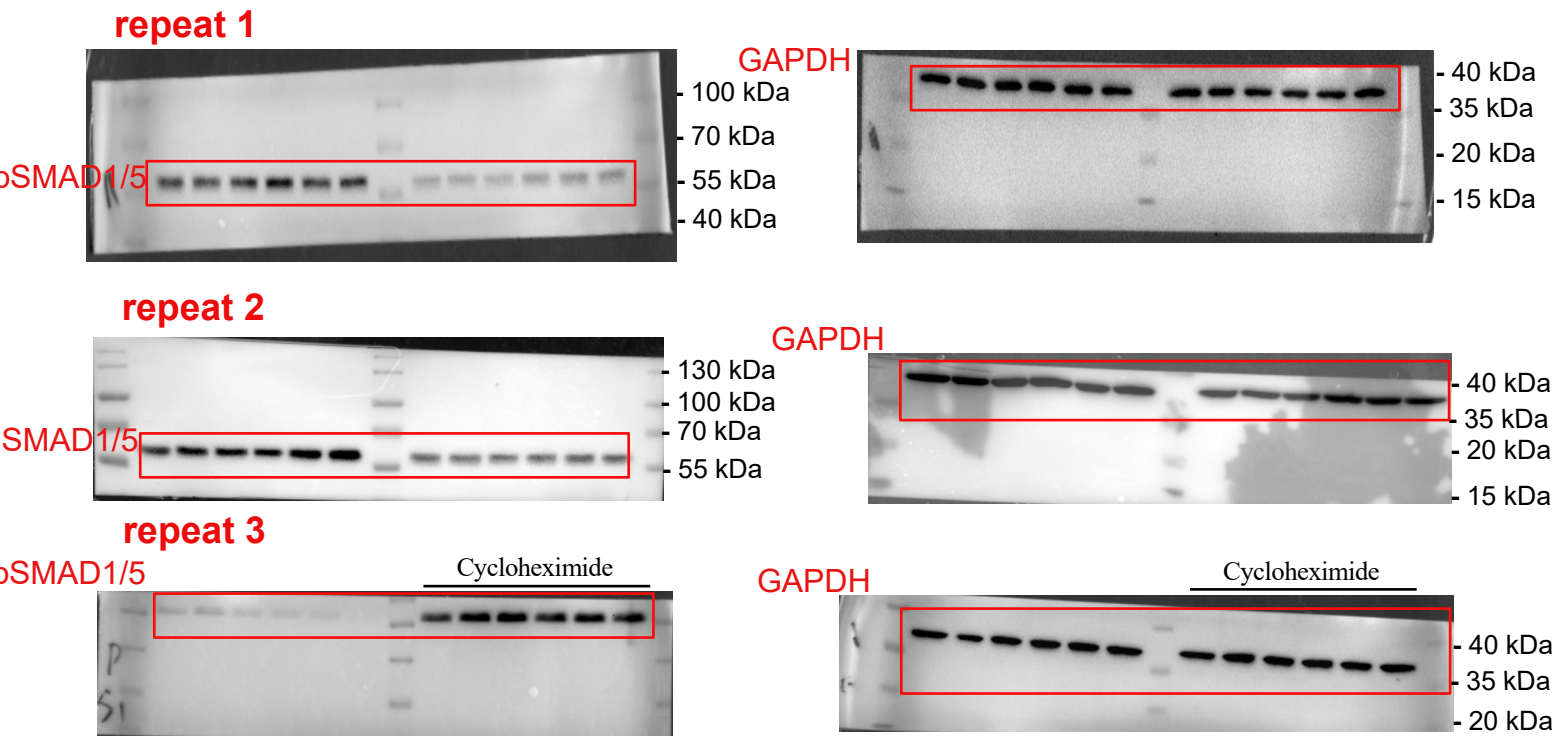 repeat 1
pSMAD1/5
- 100 kDa
- 70 kDa
- 55 kDa
- 40 kDa
GAPDH
- 40 kDa
- 35 kDa
- 20 kDa
- 15 kDa
repeat 2
SMAD1/5
- 130 kDa
- 100 kDa
- 70 kDa
- 55 kDa
GAPDH
- 40 kDa
- 35 kDa
- 20 kDa
- 15 kDa
repeat 3
pSMAD1/5
Cycloheximide
P
Si
GAPDH
Cycloheximide
- 40 kDa
- 35 kDa
- 20 kDa